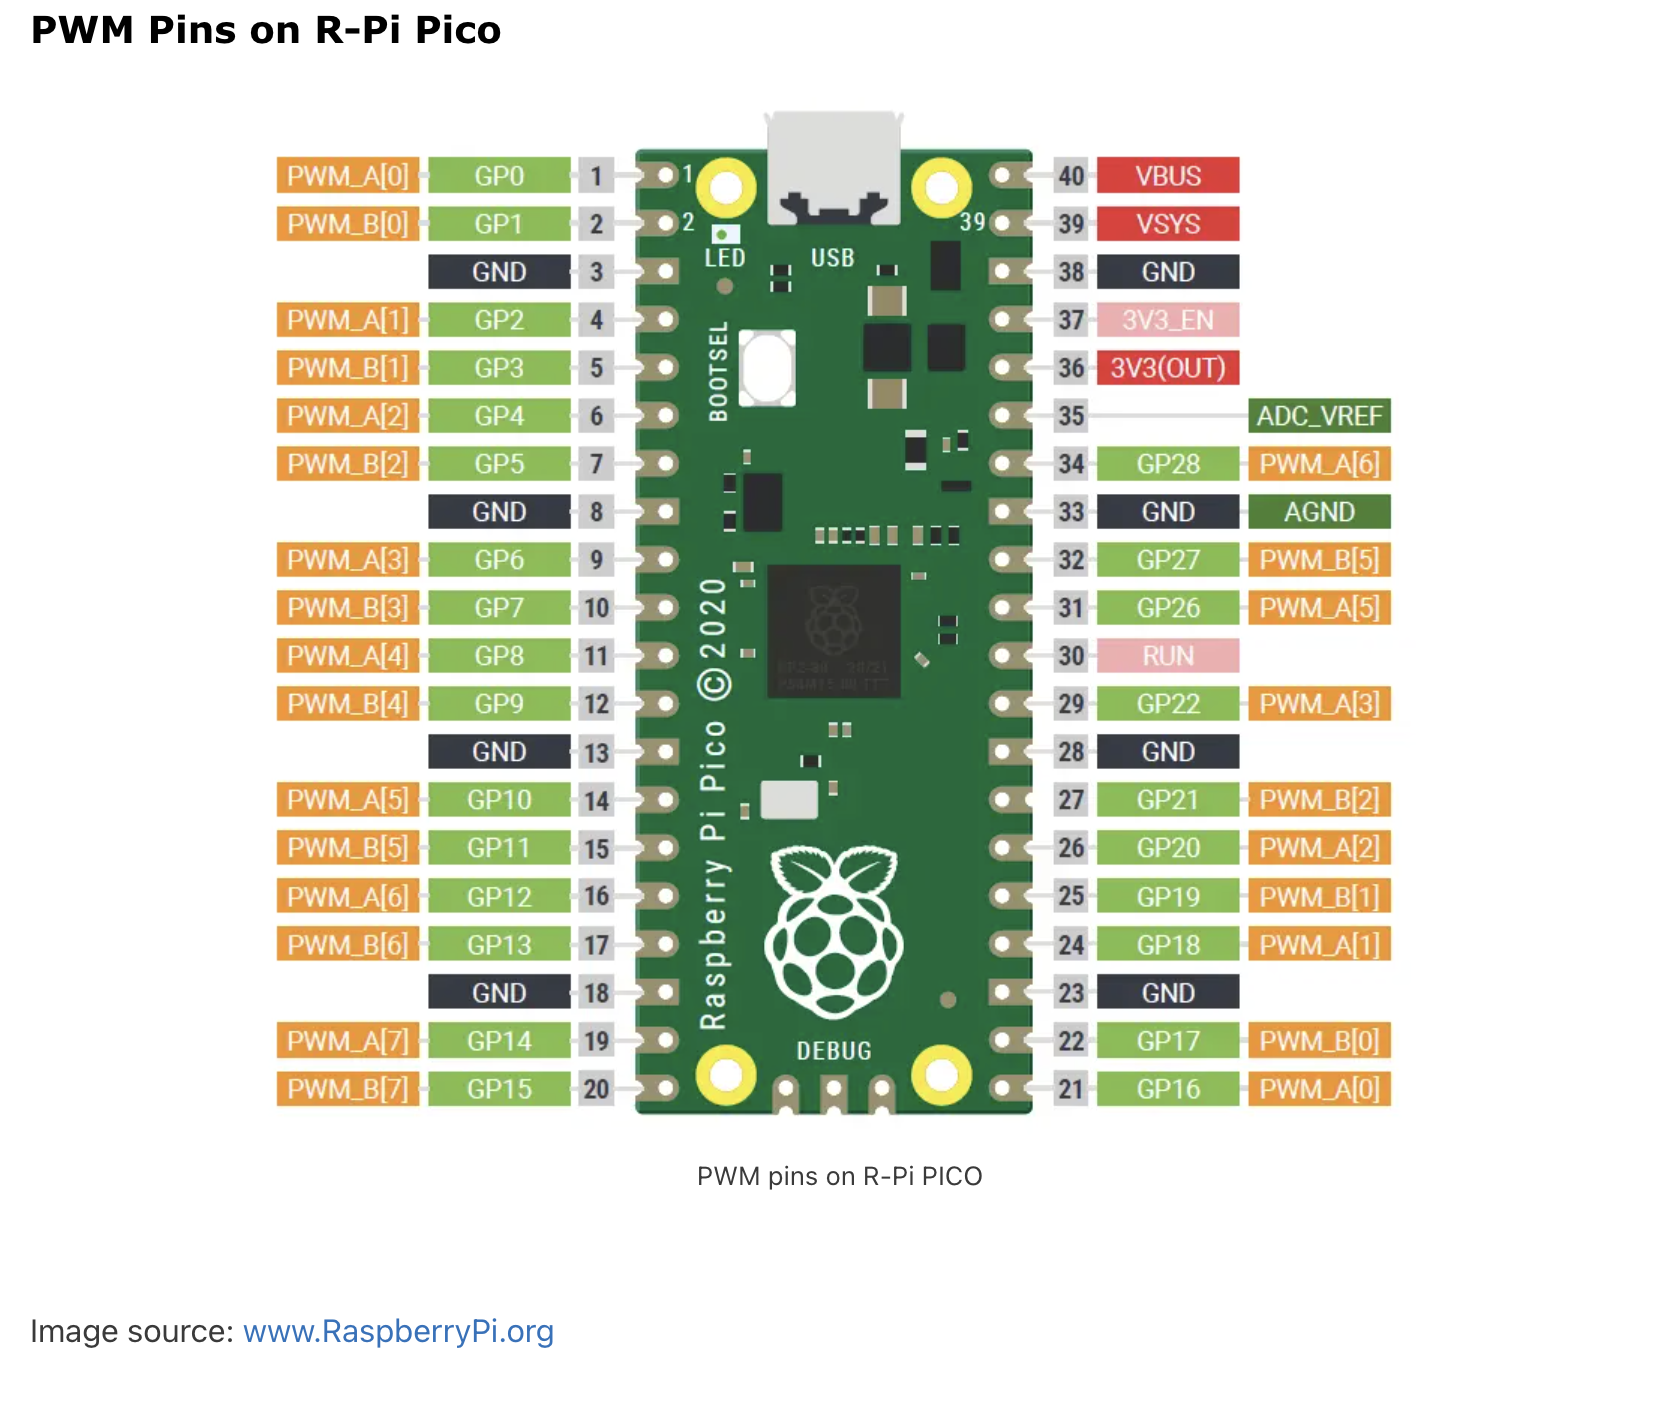 PWM Pins on R-Pi Pico
PWM_A[0] GP0 1 1 40 VBUS
PWM_B[0] GP1 2 2 39 39 VSYS
LED USB
GND 3 38 GND
PWM_A[1] GP2 4 37 3V3_EN
PWM_B[1] GP3 5 36 3V3(OUT)
BOOTSEL
PWM_A[2] GP4 6 35 ADC_VREF
PWM_B[2] GP5 7 34 GP28 PWM_A[6]
GND 8 33 GND AGND
PWM_A[3] GP6 9 32 GP27 PWM_B[5]
PWM_B[3] GP7 10 31 GP26 PWM_A[5]
PWM_A[4] GP8 11 30 RUN
PWM_B[4] GP9 12 29 GP22 PWM_A[3]
GND 13 28 GND
PWM_A[5] GP10 14 27 GP21 PWM_B[2]
PWM_B[5] GP11 15 26 GP20 PWM_A[2]
PWM_A[6] GP12 16 25 GP19 PWM_B[1]
PWM_B[6] GP13 17 24 GP18 PWM_A[1]
GND 18 23 GND
Raspberry Pi Pico ©2020
PWM_A[7] GP14 19 22 GP17 PWM_B[0]
DEBUG
PWM_B[7] GP15 20 21 GP16 PWM_A[0]
PWM pins on R-Pi PICO
Image source: www.RaspberryPi.org